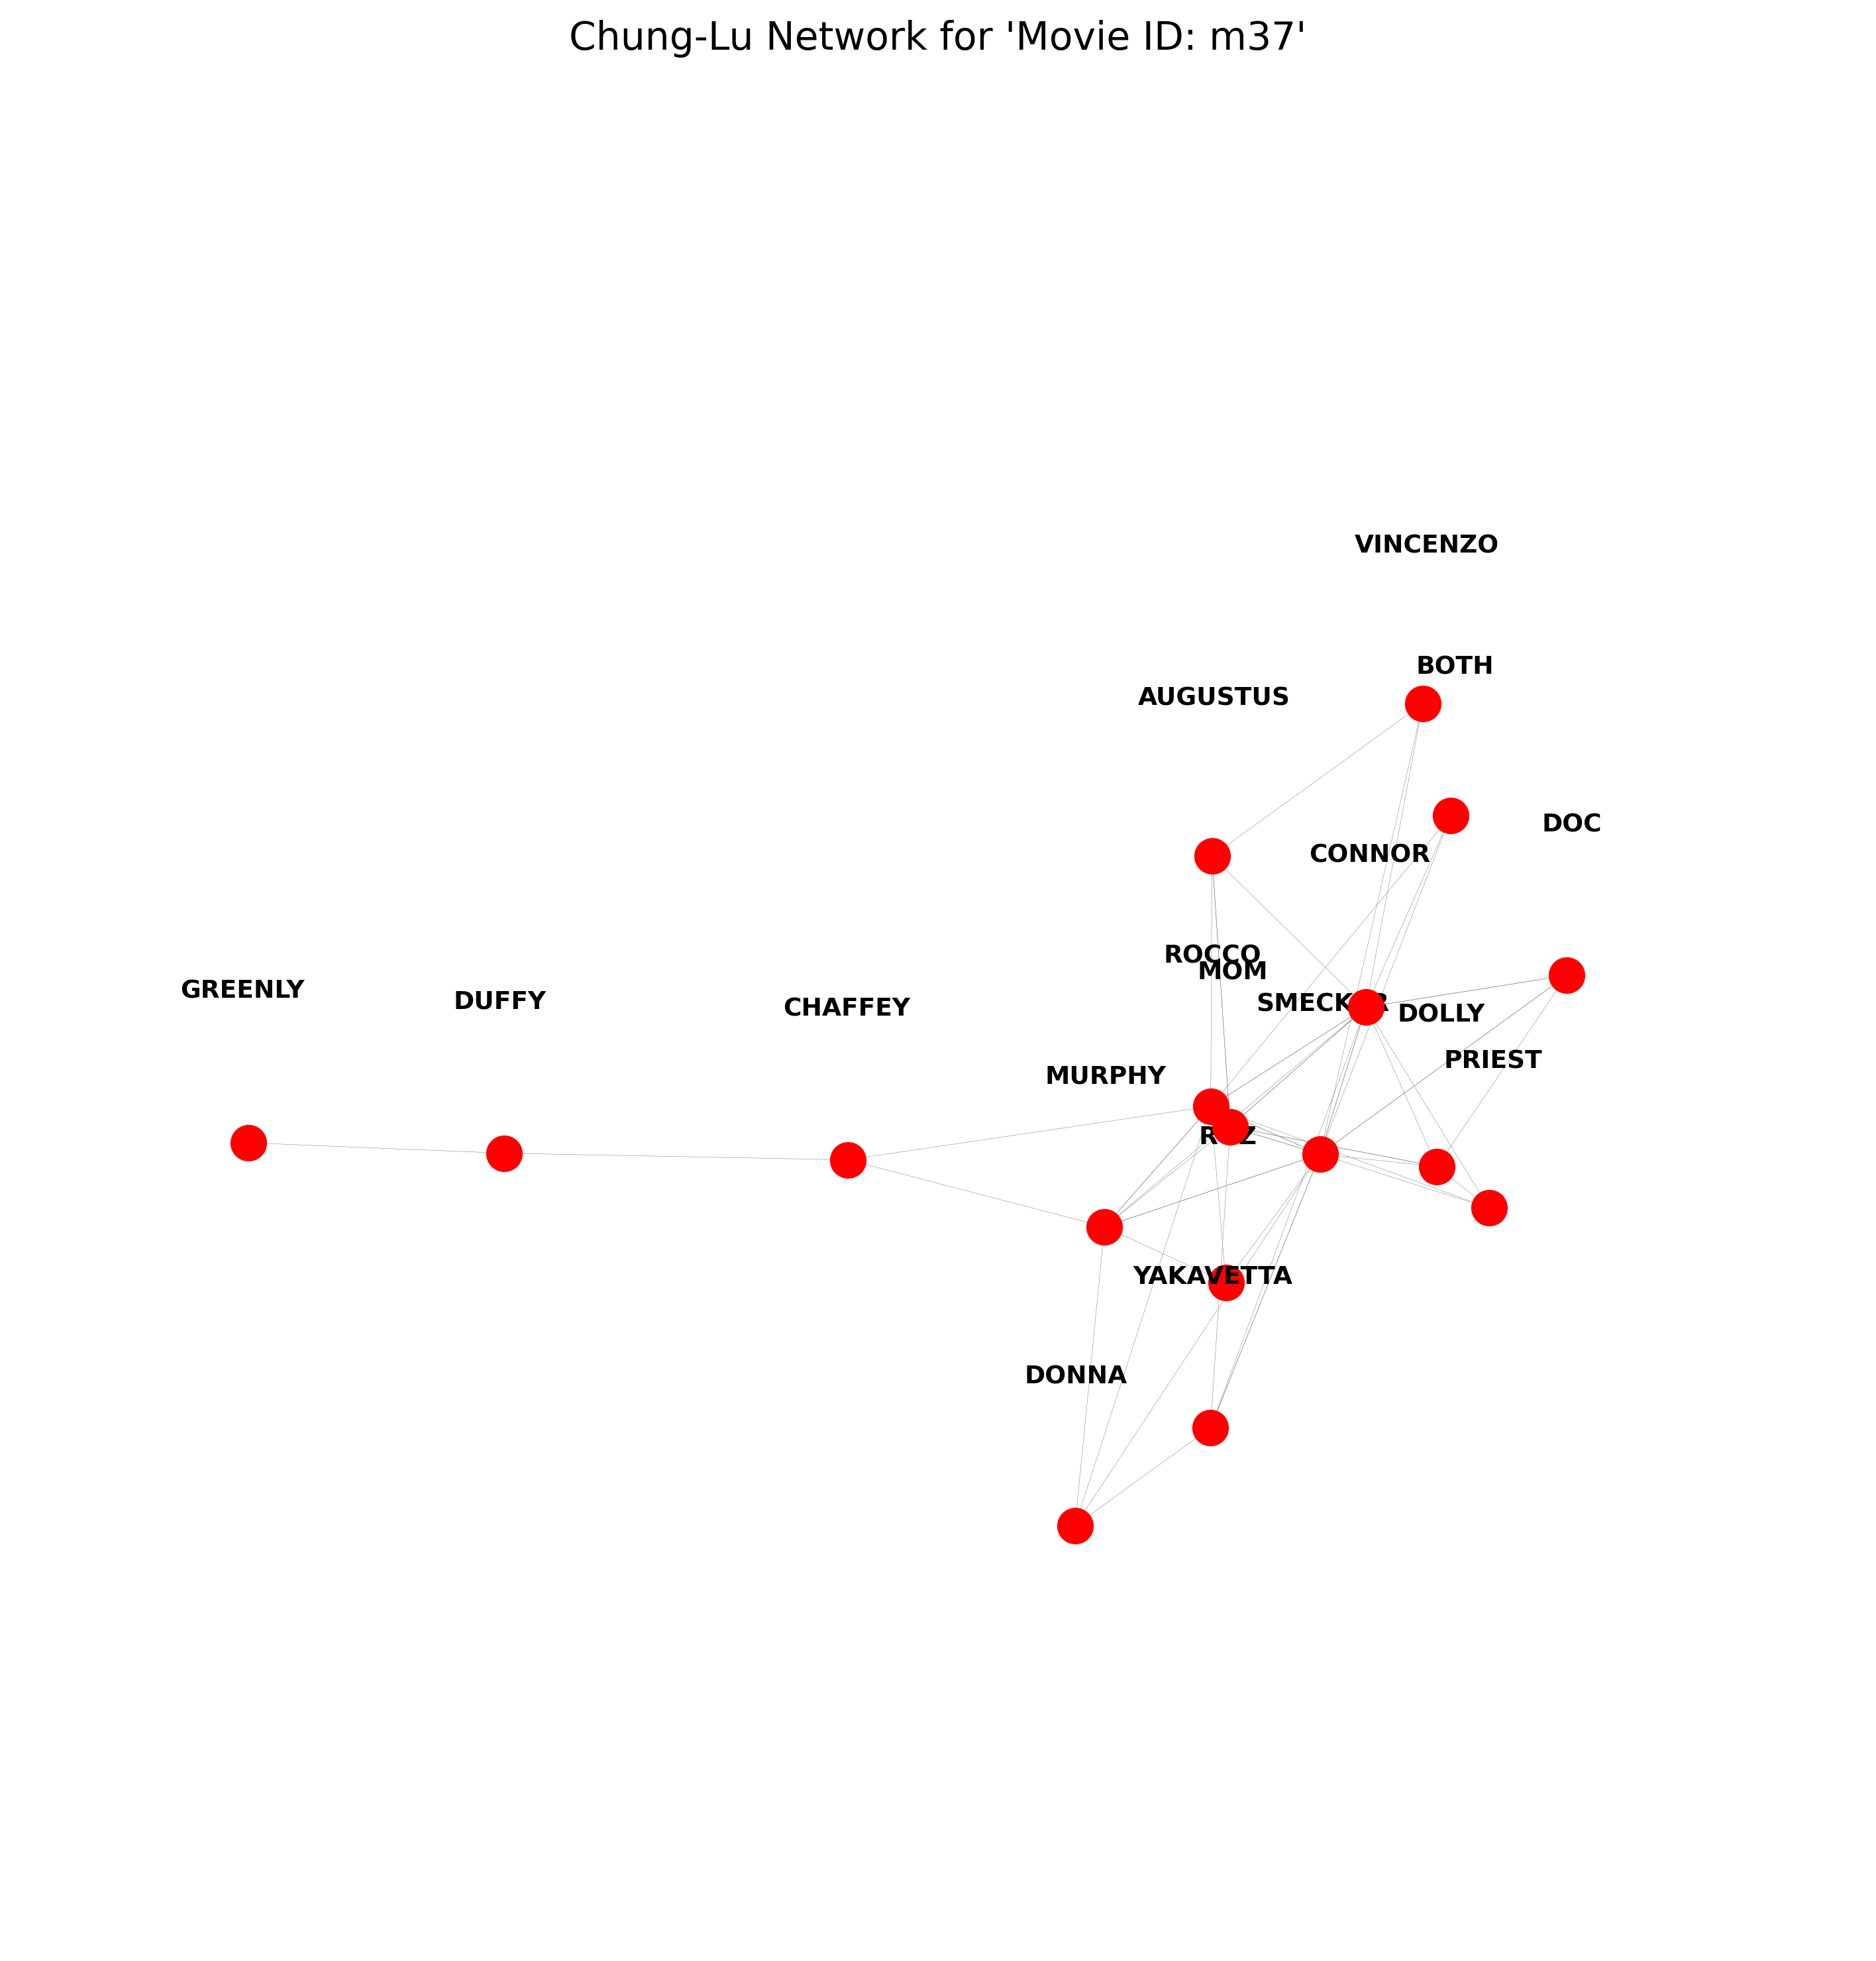 Chung-Lu Network for 'Movie ID: m37'
VINCENZO
BOTH
AUGUSTUS
DOC
CONNOR
ROCCO
MOM
GREENLY
DUFFY
CHAFFEY
SMECKER
DOLLY
PRIEST
MURPHY
YAKAVETTA
DONNA